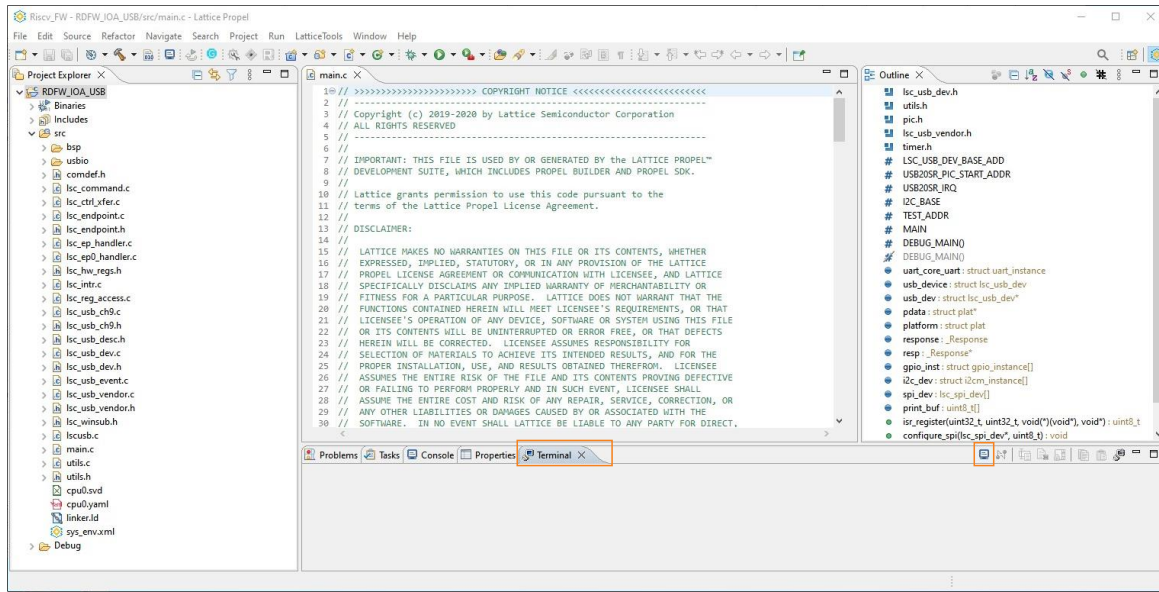 Riscv_FW - RDFW_IOA_USB/src/main.c - Lattice Propel
File Edit Source Refactor Navigate Search Project Run LatticeTools Window Help
Project Explorer
RDFW_IOA_USB
Binaries
Includes
src
bsp
usbio
comdef.h
lsc_command.c
lsc_ctrl_xfer.c
lsc_endpoint.c
lsc_endpoint.h
lsc_ep_handler.c
lsc_ep0_handler.c
lsc_hw_regs.h
lsc_intr.c
lsc_reg_access.c
lsc_usb_ch9.c
lsc_usb_ch9.h
lsc_usb_desc.h
lsc_usb_dev.c
lsc_usb_dev.h
lsc_usb_event.c
lsc_usb_vendor.c
lsc_usb_vendor.h
lsc_winsub.h
lscusb.c
main.c
utils.c
utils.h
cpu0.svd
cpu0.yaml
linker.ld
sys_env.xml
Debug
main.c
1 // >>>>>>>>>>>>>>>>>>>>>>> COPYRIGHT NOTICE <<<<<<<<<<<<<<<<<<<<<<<<<
2 // ------------------------------------------------------------------
3 // Copyright (c) 2019-2020 by Lattice Semiconductor Corporation
4 // ALL RIGHTS RESERVED
5 // ------------------------------------------------------------------
6 //
7 // IMPORTANT: THIS FILE IS USED BY OR GENERATED BY the LATTICE PROPEL™
8 // DEVELOPMENT SUITE, WHICH INCLUDES PROPEL BUILDER AND PROPEL SDK.
9 //
10 // Lattice grants permission to use this code pursuant to the
11 // terms of the Lattice Propel License Agreement.
12 //
13 // DISCLAIMER:
14 //
15 // LATTICE MAKES NO WARRANTIES ON THIS FILE OR ITS CONTENTS, WHETHER
16 // EXPRESSED, IMPLIED, STATUTORY, OR IN ANY PROVISION OF THE LATTICE
17 // PROPEL LICENSE AGREEMENT OR COMMUNICATION WITH LICENSEE, AND LATTICE
18 // SPECIFICALLY DISCLAIMS ANY IMPLIED WARRANTY OF MERCHANTABILITY OR
19 // FITNESS FOR A PARTICULAR PURPOSE. LATTICE DOES NOT WARRANT THAT THE
20 // FUNCTIONS CONTAINED HEREIN WILL MEET LICENSEE'S REQUIREMENTS, OR THAT
21 // LICENSEE'S OPERATION OF ANY DEVICE, SOFTWARE OR SYSTEM USING THIS FILE
22 // OR ITS CONTENTS WILL BE UNINTERRUPTED OR ERROR FREE, OR THAT DEFECTS
23 // HEREIN WILL BE CORRECTED. LICENSEE ASSUMES RESPONSIBILITY FOR
24 // SELECTION OF MATERIALS TO ACHIEVE ITS INTENDED RESULTS, AND FOR THE
25 // PROPER INSTALLATION, USE, AND RESULTS OBTAINED THEREFROM. LICENSEE
26 // ASSUMES THE ENTIRE RISK OF THE FILE AND ITS CONTENTS PROVING DEFECTIVE
27 // OR FAILING TO PERFORM PROPERLY AND IN SUCH EVENT, LICENSEE SHALL
28 // ASSUME THE ENTIRE COST AND RISK OF ANY REPAIR, SERVICE, CORRECTION, OR
29 // ANY OTHER LIABILITIES OR DAMAGES CAUSED BY OR ASSOCIATED WITH THE
30 // SOFTWARE. IN NO EVENT SHALL LATTICE BE LIABLE TO ANY PARTY FOR DIRECT,
Outline
lsc_usb_dev.h
utils.h
pic.h
lsc_usb_vendor.h
timer.h
LSC_USB_DEV_BASE_ADD
USB20SR_PIC_START_ADDR
USB20SR_IRQ
I2C_BASE
TEST_ADDR
MAIN
DEBUG_MAIN()
DEBUG_MAIN()
uart_core_uart : struct uart_instance
usb_device : struct lsc_usb_dev
usb_dev : struct lsc_usb_dev*
pdata : struct plat*
platform : struct plat
response : _Response
resp : _Response*
gpio_inst : struct gpio_instance[]
i2c_dev : struct i2cm_instance[]
spi_dev : lsc_spi_dev[]
print_buf : uint8_t[]
isr_register(uint32_t, uint32_t, void(*)(void*), void*) : uint8_t
configure_spi(lsc_spi_dev*, uint8_t) : void
Problems Tasks Console Properties Terminal